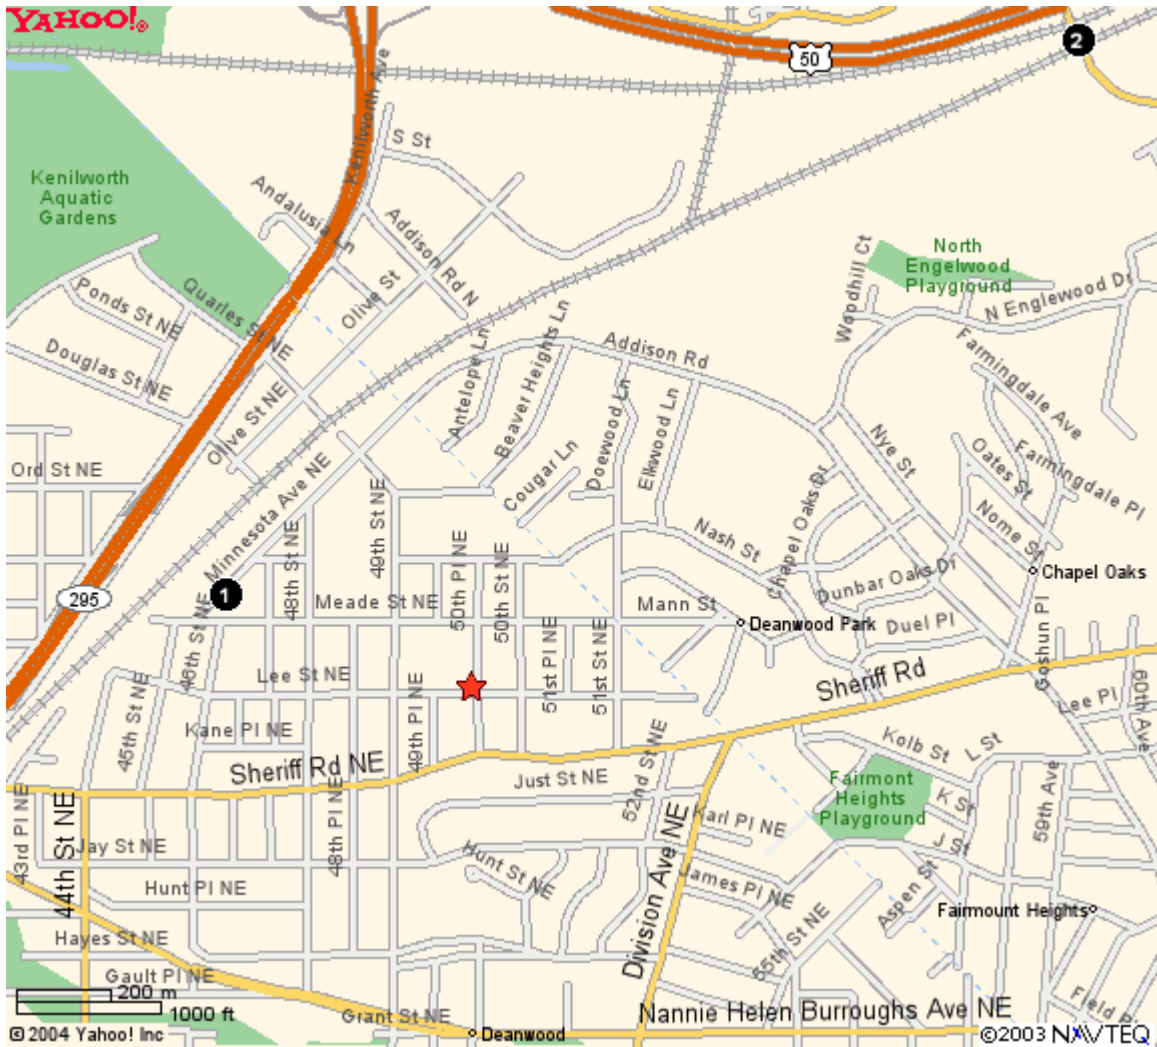 YAHOO!®
2
50
Kenilworth Ave
S St
Kenilworth
Aquatic
Gardens
Andalusia Ln
Addison Rd N
North
Engelwood
Playground
Woodhill Ct
Quarles St NE
Ponds St NE
Olive St
N Englewood Dr
Douglas St NE
Antelope Ln
Beaver Heights Ln
Addison Rd
Farmingdale Ave
Doewood Ln
Elkwood Ln
Nye St
Olive St NE
Oates St
Farmingdale Pl
Ord St NE
Cougar Ln
Minnesota Ave NE
49th St NE
Chapel Oaks Dr
Nash St
Nome St
48th St NE
50th Pl NE
50th St NE
Chapel Oaks
1
295
Meade St NE
Mann St
Dunbar Oaks Dr
Deanwood Park
Duel Pl
46th St NE
Lee St NE
51st Pl NE
51st St NE
Sheriff Rd
Goshun Pl
60th Ave
Lee Pl
45th St NE
49th Pl NE
Kane Pl NE
Sheriff Rd NE
Kolb St
L St
Just St NE
52nd St NE
Fairmont
Heights
Playground
K St
59th Ave
43rd Pl NE
44th St NE
48th Pl NE
Karl Pl NE
J St
Jay St NE
Hunt St NE
James Pl NE
Hunt Pl NE
Division Ave NE
Aspen St
Fairmount Heights
Hayes St NE
55th St NE
Gault Pl NE
200 m
1000 ft
Grant St NE
Nannie Helen Burroughs Ave NE
Field Pl
© 2004 Yahoo! Inc
Deanwood
©2003 NAVTEQ